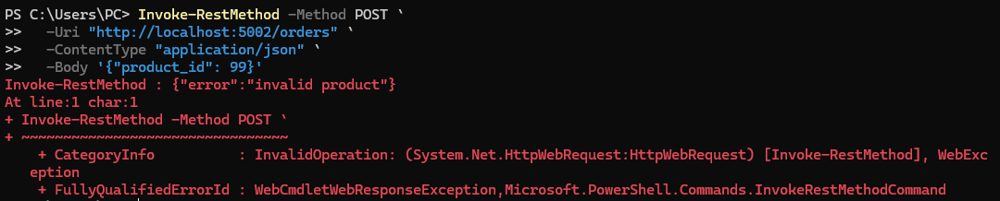 PS C:\Users\PC> Invoke-RestMethod -Method POST `
>>   -Uri "http://localhost:5002/orders" `
>>   -ContentType "application/json" `
>>   -Body '{"product_id": 99}'
Invoke-RestMethod : {"error":"invalid product"}
At line:1 char:1
+ Invoke-RestMethod -Method POST `
+ ~~~~~~~~~~~~~~~~~~~~~~~~~~~~~~~~
    + CategoryInfo          : InvalidOperation: (System.Net.HttpWebRequest:HttpWebRequest) [Invoke-RestMethod], WebExc
   eption
    + FullyQualifiedErrorId : WebCmdletWebResponseException,Microsoft.PowerShell.Commands.InvokeRestMethodCommand